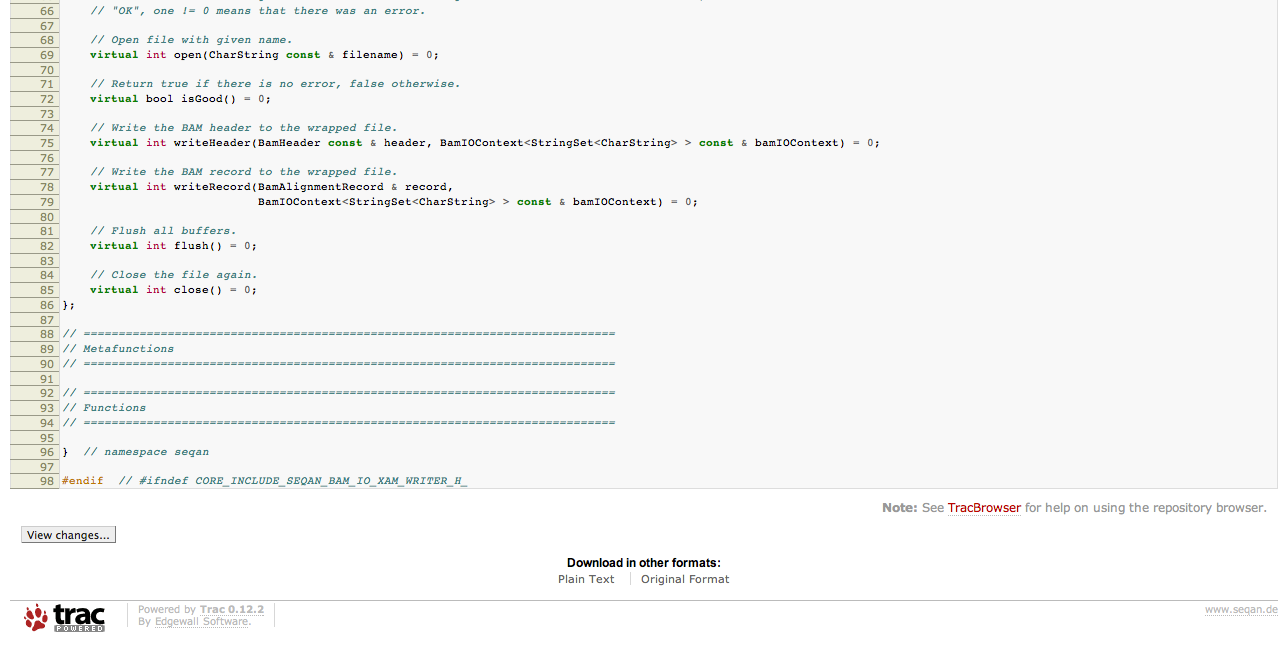 66 // "OK", one != 0 means that there was an error.
67
68 // Open file with given name.
69 virtual int open(CharString const & filename) = 0;
70
71 // Return true if there is no error, false otherwise.
72 virtual bool isGood() = 0;
73
74 // Write the BAM header to the wrapped file.
75 virtual int writeHeader(BamHeader const & header, BamIOContext<StringSet<CharString> > const & bamIOContext) = 0;
76
77 // Write the BAM record to the wrapped file.
78 virtual int writeRecord(BamAlignmentRecord & record,
79 BamIOContext<StringSet<CharString> > const & bamIOContext) = 0;
80
81 // Flush all buffers.
82 virtual int flush() = 0;
83
84 // Close the file again.
85 virtual int close() = 0;
86 };
87
88 // ============================================================================
89 // Metafunctions
90 // ============================================================================
91
92 // ============================================================================
93 // Functions
94 // ============================================================================
95
96 } // namespace seqan
97
98 #endif // #ifndef CORE_INCLUDE_SEQAN_BAM_IO_XAM_WRITER_H_
Note: See TracBrowser for help on using the repository browser.
View changes...
Download in other formats:
Plain Text
Original Format
trac
POWERED
Powered by Trac 0.12.2
By Edgewall Software.
www.seqan.de